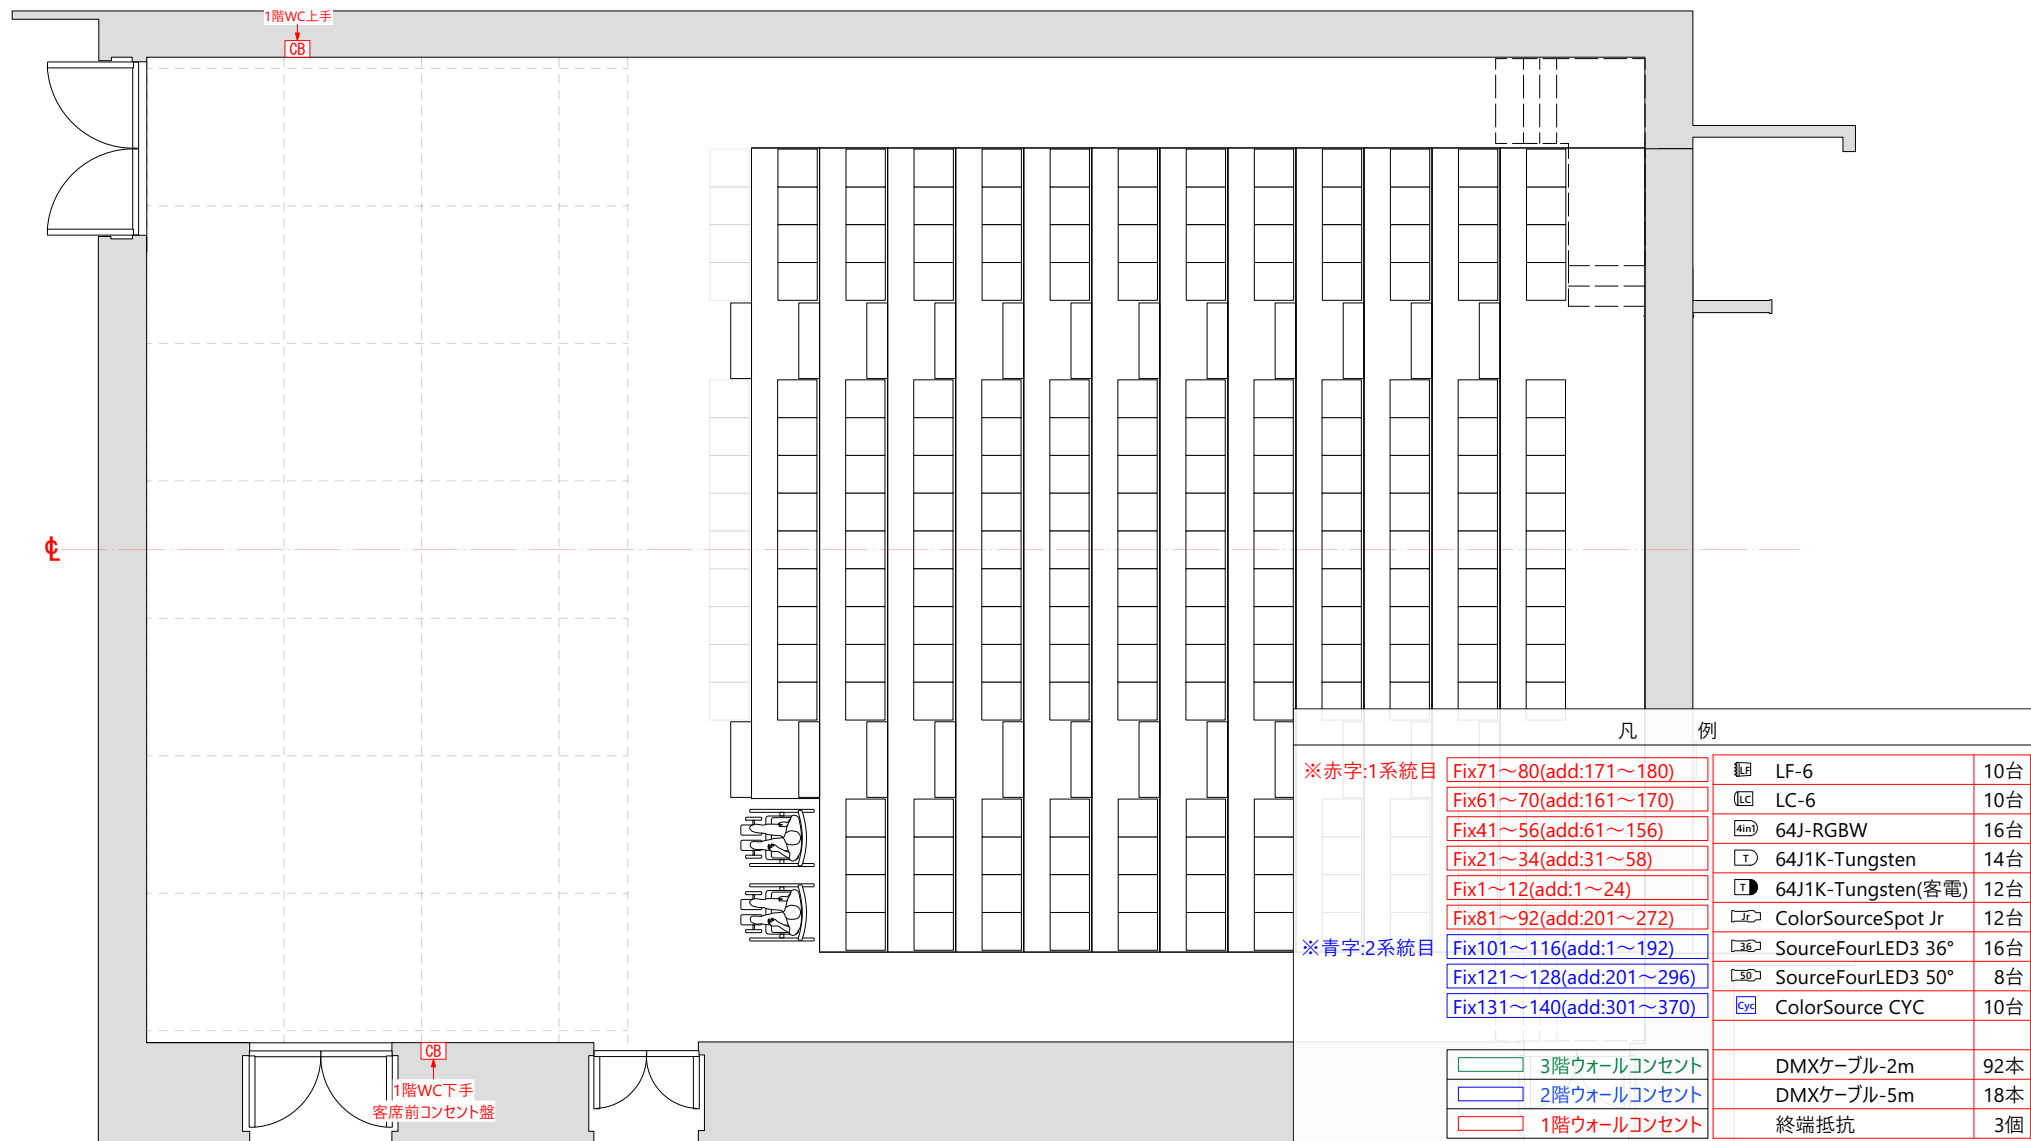 1階WC上手
CB
℄
凡 例
※赤字:1系統目 Fix71～80(add:171～180) LF LF-6 10台
Fix61～70(add:161～170) LC LC-6 10台
Fix41～56(add:61～156) 4in1 64J-RGBW 16台
Fix21～34(add:31～58) T 64J1K-Tungsten 14台
Fix1～12(add:1～24) T 64J1K-Tungsten(客電) 12台
Fix81～92(add:201～272) Jr ColorSourceSpot Jr 12台
※青字:2系統目 Fix101～116(add:1～192) 36 SourceFourLED3 36° 16台
Fix121～128(add:201～296) 50 SourceFourLED3 50° 8台
Fix131～140(add:301～370) Cyc ColorSource CYC 10台
3階ウォールコンセント DMXケーブル-2m 92本
2階ウォールコンセント DMXケーブル-5m 18本
1階ウォールコンセント 終端抵抗 3個
CB
1階WC下手
客席前コンセント盤